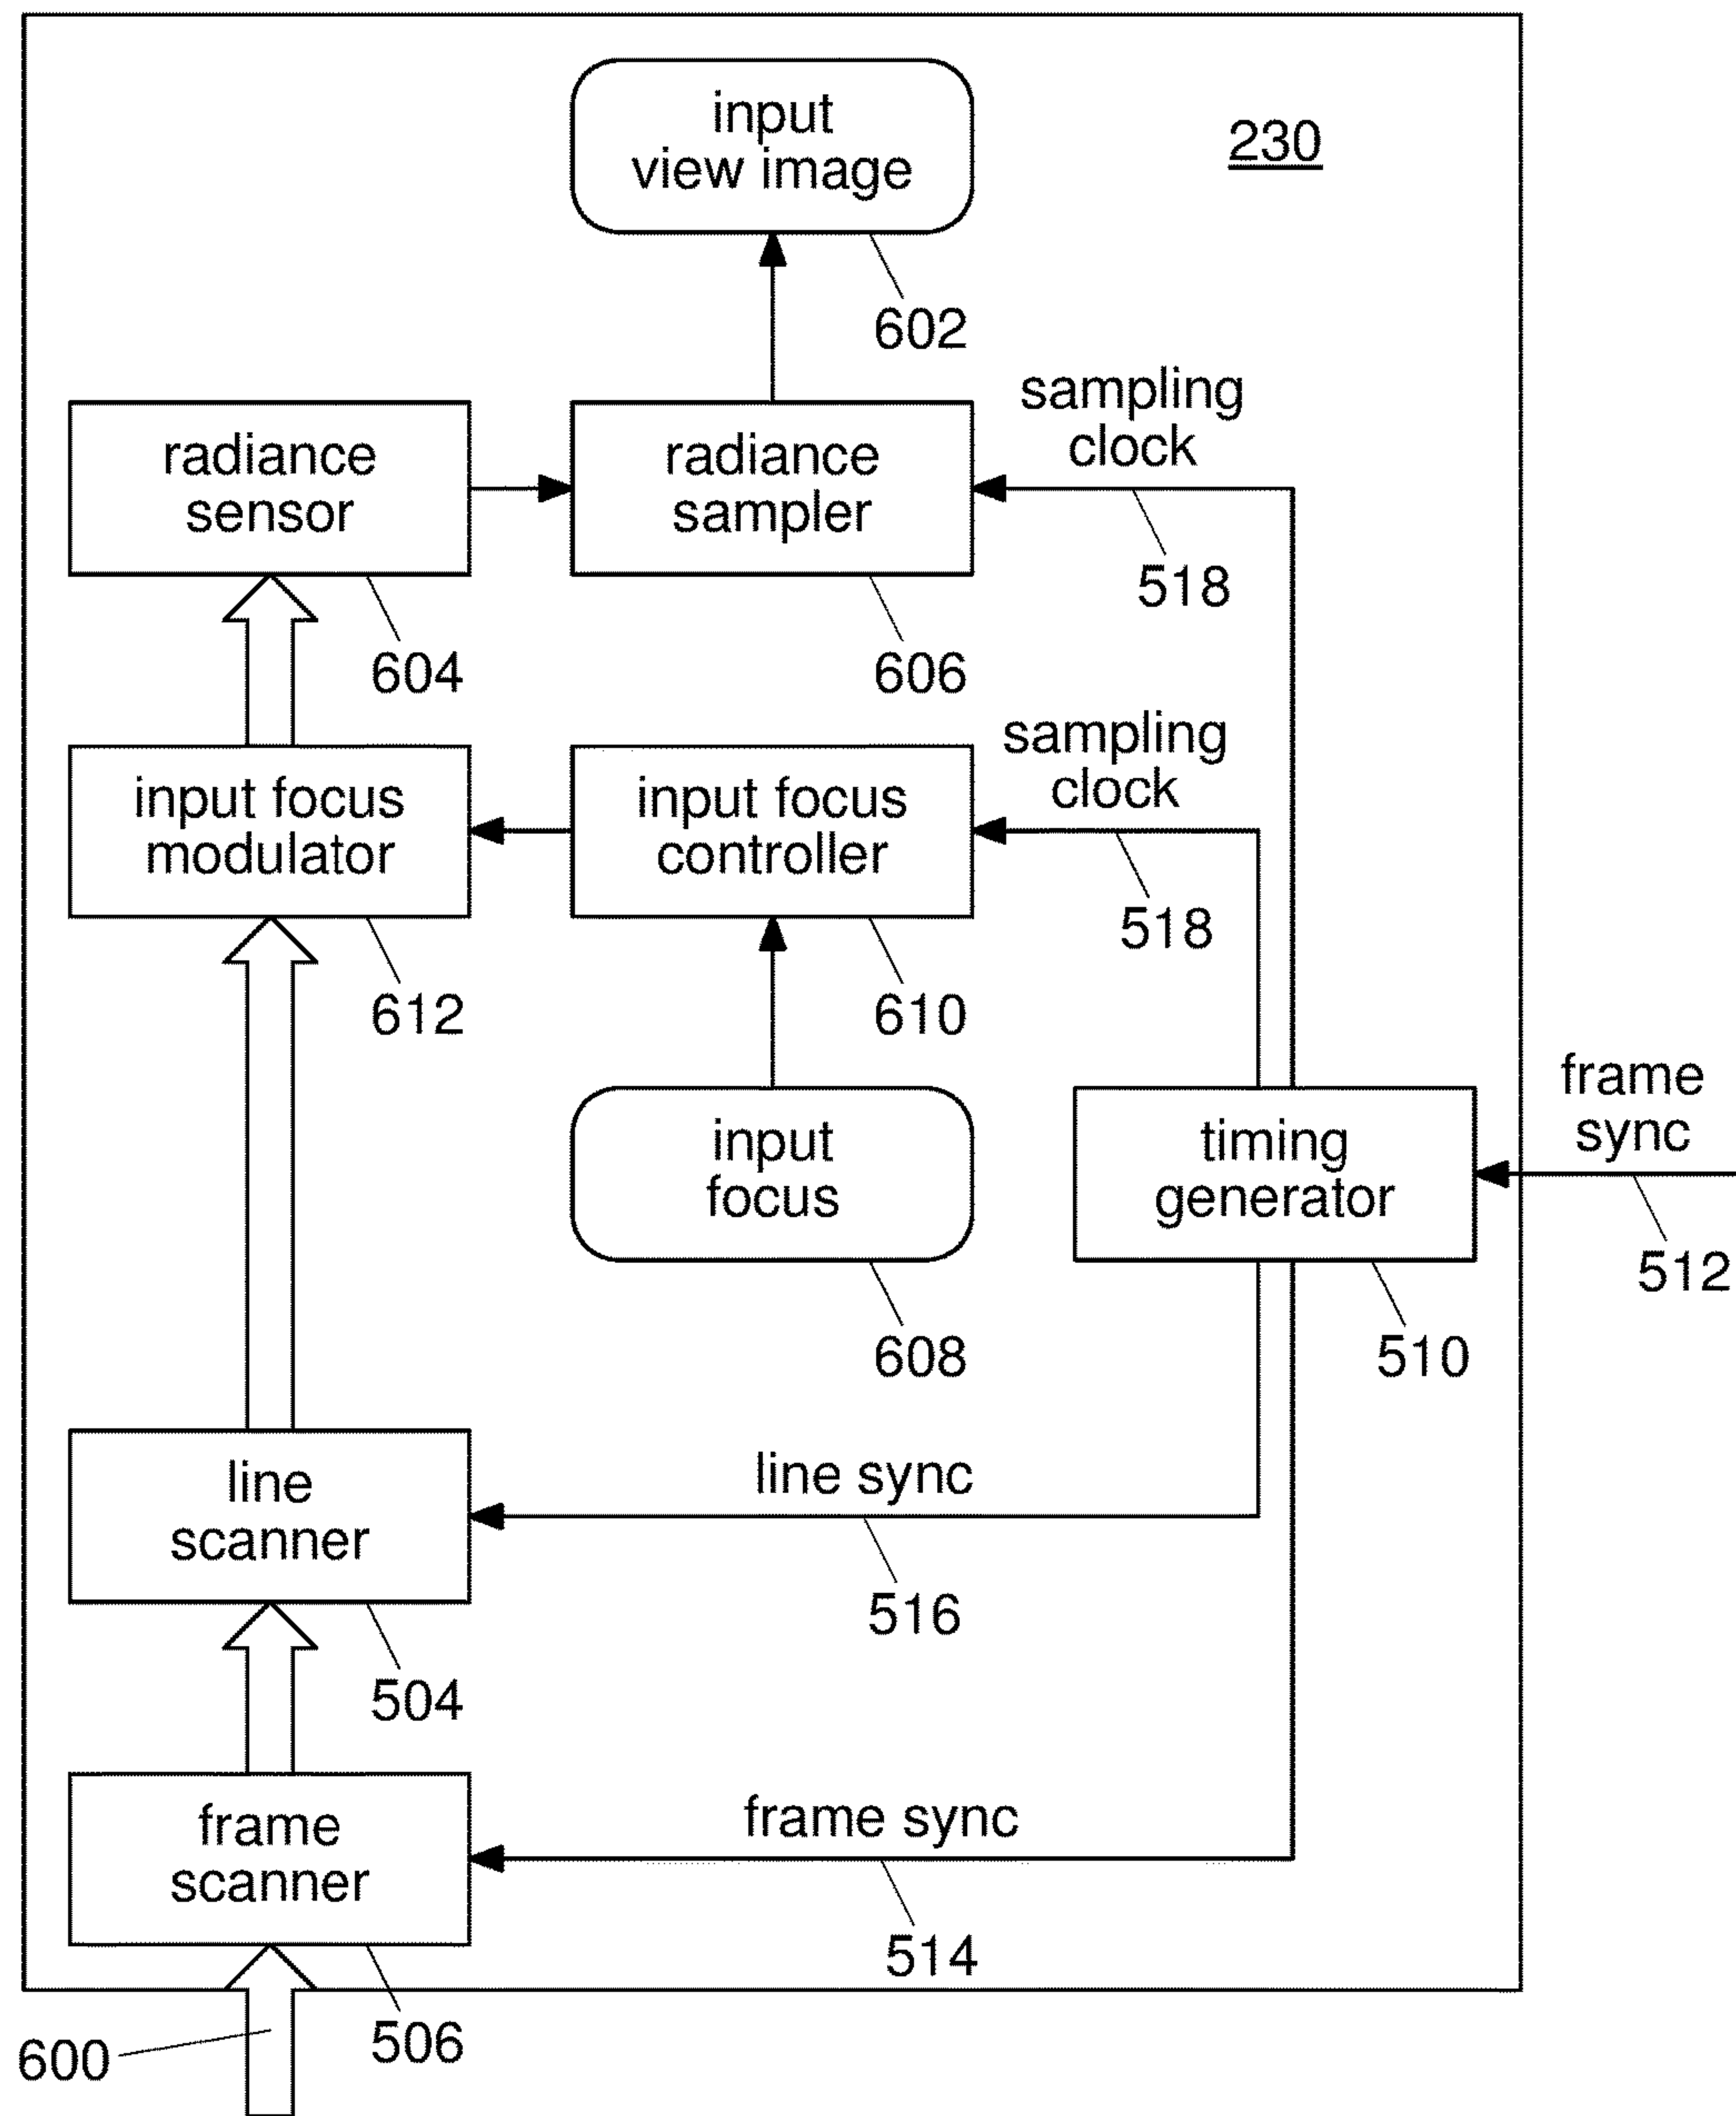 input
view image
230
602
sampling
clock
radiance
sensor
radiance
sampler
518
604
606
sampling
clock
input focus
modulator
input focus
controller
518
612
610
frame
sync
input
focus
timing
generator
512
608
510
line
scanner
line sync
516
504
frame
scanner
frame sync
514
600
506